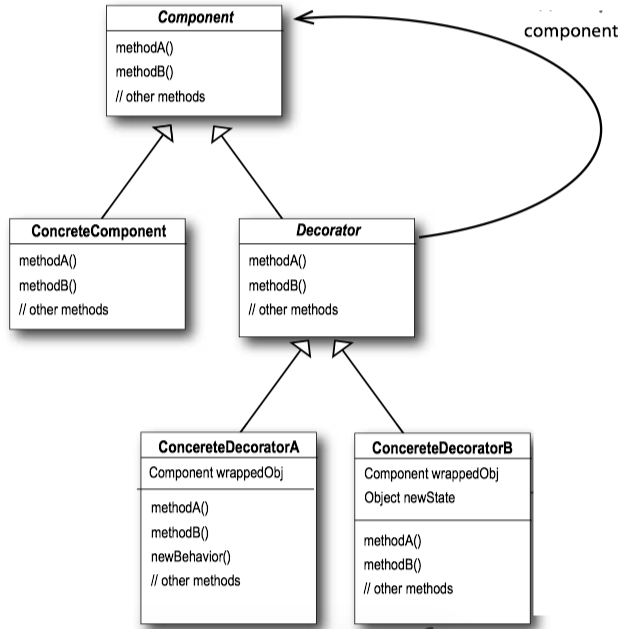 Component
methodA()
methodB()
// other methods
component
ConcreteComponent
methodA()
methodB()
// other methods
Decorator
methodA()
methodB()
// other methods
ConcereteDecoratorA
Component wrappedObj
methodA()
methodB()
newBehavior()
// other methods
ConcereteDecoratorB
Component wrappedObj
Object newState
methodA()
methodB()
// other methods